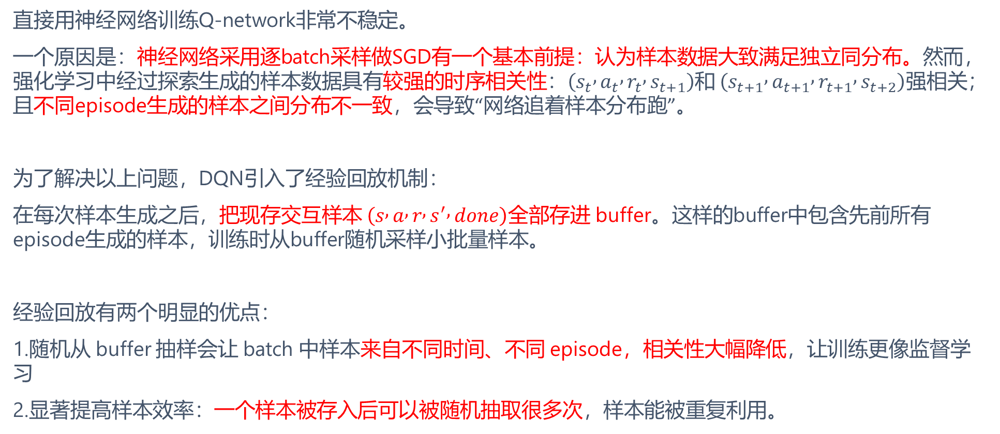 直接用神经网络训练Q-network非常不稳定。
一个原因是：神经网络采用逐batch采样做SGD有一个基本前提：认为样本数据大致满足独立同分布。然而，
强化学习中经过探索生成的样本数据具有较强的时序相关性：(s_t, a_t, r_t, s_{t+1})和 (s_{t+1}, a_{t+1}, r_{t+1}, s_{t+2})强相关；
且不同episode生成的样本之间分布不一致，会导致“网络追着样本分布跑”。
为了解决以上问题，DQN引入了经验回放机制：
在每次样本生成之后，把现存交互样本 (s, a, r, s′, done)全部存进 buffer。这样的buffer中包含先前所有
episode生成的样本，训练时从buffer随机采样小批量样本。
经验回放有两个明显的优点：
1.随机从 buffer 抽样会让 batch 中样本来自不同时间、不同 episode，相关性大幅降低，让训练更像监督学
习
2.显著提高样本效率：一个样本被存入后可以被随机抽取很多次，样本能被重复利用。